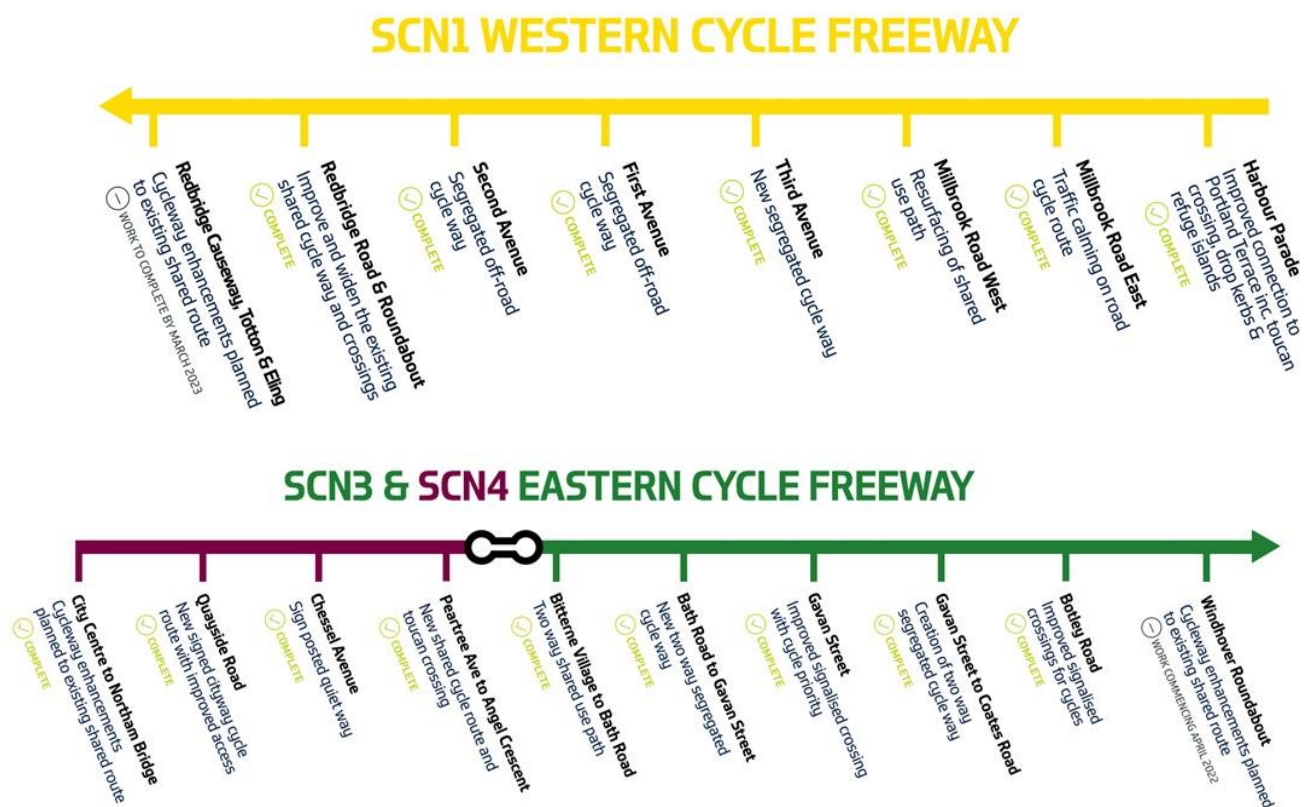 SCN1 WESTERN CYCLE FREEWAY
Redbridge Causeway, Totton & Eling
Cycleway enhancements planned
to existing shared route
WORK TO COMPLETE BY MARCH 2023
Redbridge Road & Roundabout
Improve and widen the existing
shared cycle way and crossings
COMPLETE
Second Avenue
Segregated off-road
cycle way
COMPLETE
First Avenue
Segregated off-road
cycle way
COMPLETE
Third Avenue
New segregated cycle way
COMPLETE
Millbrook Road West
Resurfacing of shared
use path
COMPLETE
Millbrook Road East
Traffic calming on road
cycle route
COMPLETE
Harbour Parade
Improved connection to
Portland Terrace inc. toucan
crossing, drop kerbs &
refuge islands
COMPLETE
SCN3 & SCN4 EASTERN CYCLE FREEWAY
City Centre to Northam Bridge
Cycleway enhancements
planned to existing shared route
COMPLETE
Quayside Road
New signed cityway cycle
route with improved access
COMPLETE
Chessel Avenue
Sign posted quiet way
COMPLETE
Peartree Ave to Angel Crescent
New shared cycle route and
toucan crossing
COMPLETE
Bitterne Village to Bath Road
Two way shared use path
COMPLETE
Bath Road to Gavan Street
New two way segregated
cycle way
COMPLETE
Gavan Street
Improved signalised crossing
with cycle priority
COMPLETE
Gavan Street to Coates Road
Creation of two way
segregated cycle way
COMPLETE
Botley Road
Improved signalised
crossings for cycles
COMPLETE
Windhover Roundabout
Cycleway enhancements planned
to existing shared route
WORK COMMENCING APRIL 2022